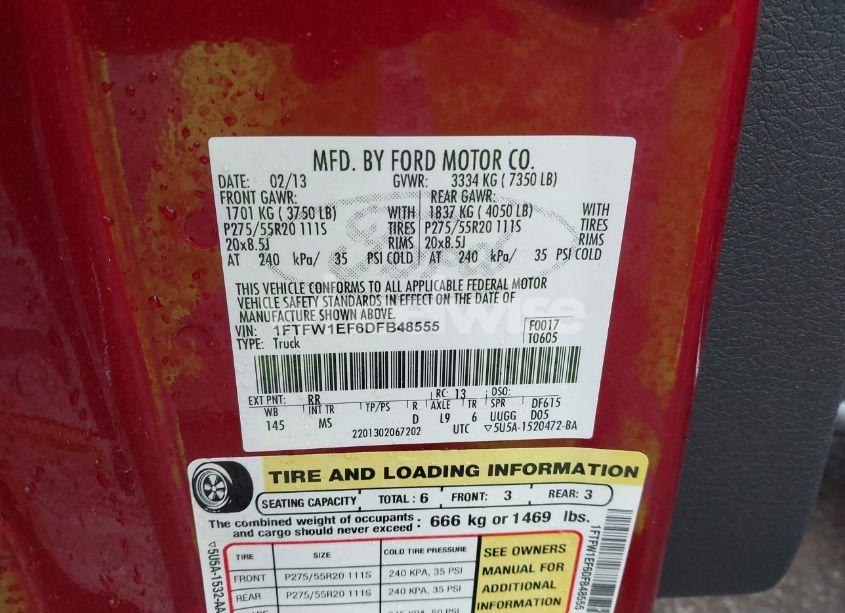 MFD. BY FORD MOTOR CO.
DATE: 02/13 GVWR: 3334 KG ( 7350 LB)
FRONT GAWR: REAR GAWR:
1701 KG ( 3750 LB) WITH 1837 KG ( 4050 LB) WITH
P275/55R20 111S TIRES P275/55R20 111S TIRES
20x8.5J RIMS 20x8.5J RIMS
AT 240 kPa/ 35 PSI COLD AT 240 kPa/ 35 PSI COLD
THIS VEHICLE CONFORMS TO ALL APPLICABLE FEDERAL MOTOR
VEHICLE SAFETY STANDARDS IN EFFECT ON THE DATE OF
MANUFACTURE SHOWN ABOVE.
VIN: 1FTFW1EF6DFB48555 F0017
TYPE: Truck T0605
EXT PNT: RR RC: 13 DSO:
WB INT TR TP/PS R AXLE TR SPR DF615
145 MS D L9 6 UUGG D05
2201302067202 UTC ▽5U5A-1520472-BA
TIRE AND LOADING INFORMATION
SEATING CAPACITY TOTAL : 6 FRONT: 3 REAR: 3
The combined weight of occupants and cargo should never exceed : 666 kg or 1469 lbs.
TIRE SIZE COLD TIRE PRESSURE
FRONT P275/55R20 111S 240 KPA, 35 PSI
REAR P275/55R20 111S 240 KPA, 35 PSI
SEE OWNERS
MANUAL FOR
ADDITIONAL
INFORMATION
▽5U5A-1532-AA
1FTFW1EF6DFB48555